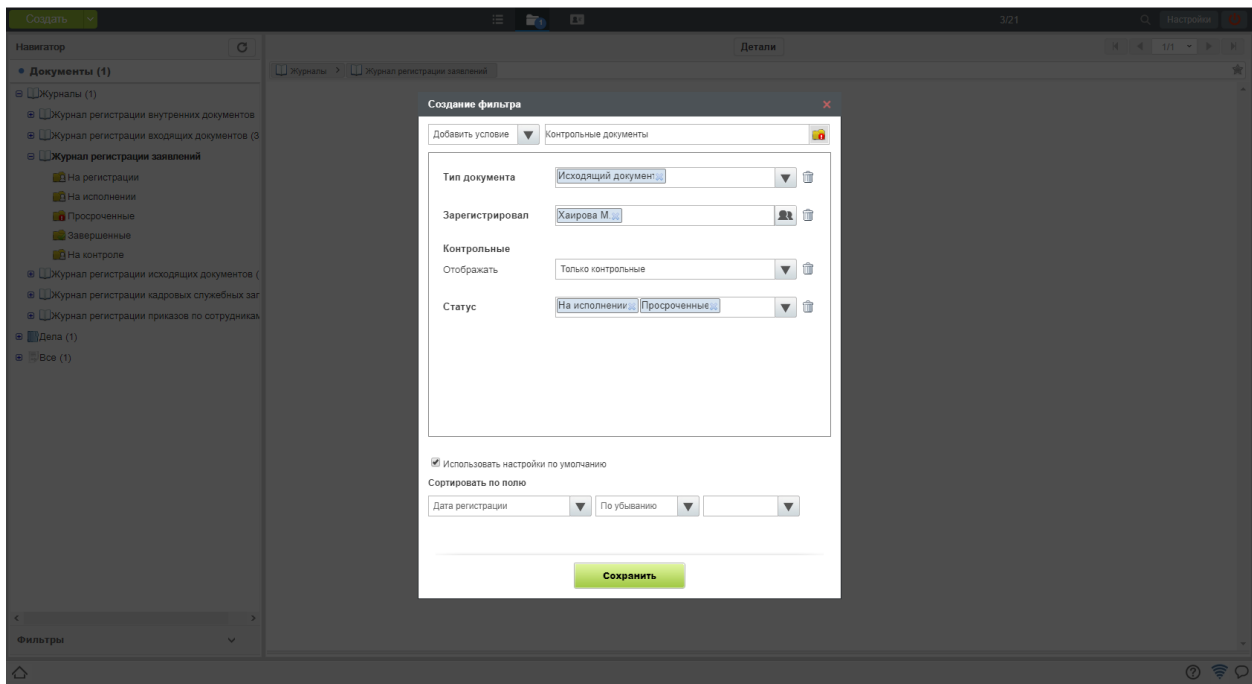 Создать
1
3/21
Настройки
Навигатор
Детали
1/1
Документы (1)
Журналы
Журнал регистрации заявлений
Журналы (1)
Журнал регистрации внутренних документов
Журнал регистрации входящих документов (3
Журнал регистрации заявлений
На регистрации
На исполнении
Просроченные
Завершенные
На контроле
Журнал регистрации исходящих документов (
Журнал регистрации кадровых служебных зап
Журнал регистрации приказов по сотрудникам
Дела (1)
Все (1)
Фильтры
Создание фильтра
Добавить условие
Контрольные документы
Тип документа
Исходящий документ
Зарегистрировал
Хаирова М.
Контрольные
Отображать
Только контрольные
Статус
На исполнении Просроченные
Использовать настройки по умолчанию
Сортировать по полю
Дата регистрации
По убыванию
Сохранить